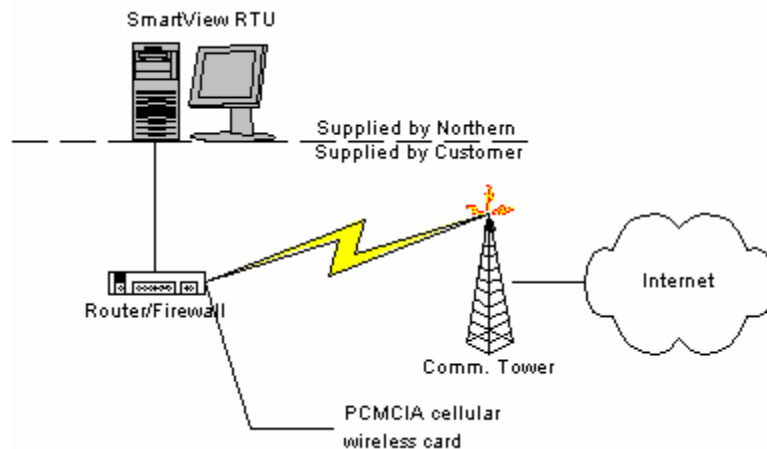 SmartView RTU
Supplied by Northern
Supplied by Customer
Internet
Router/Firewall
Comm. Tower
PCMCIA cellular
wireless card